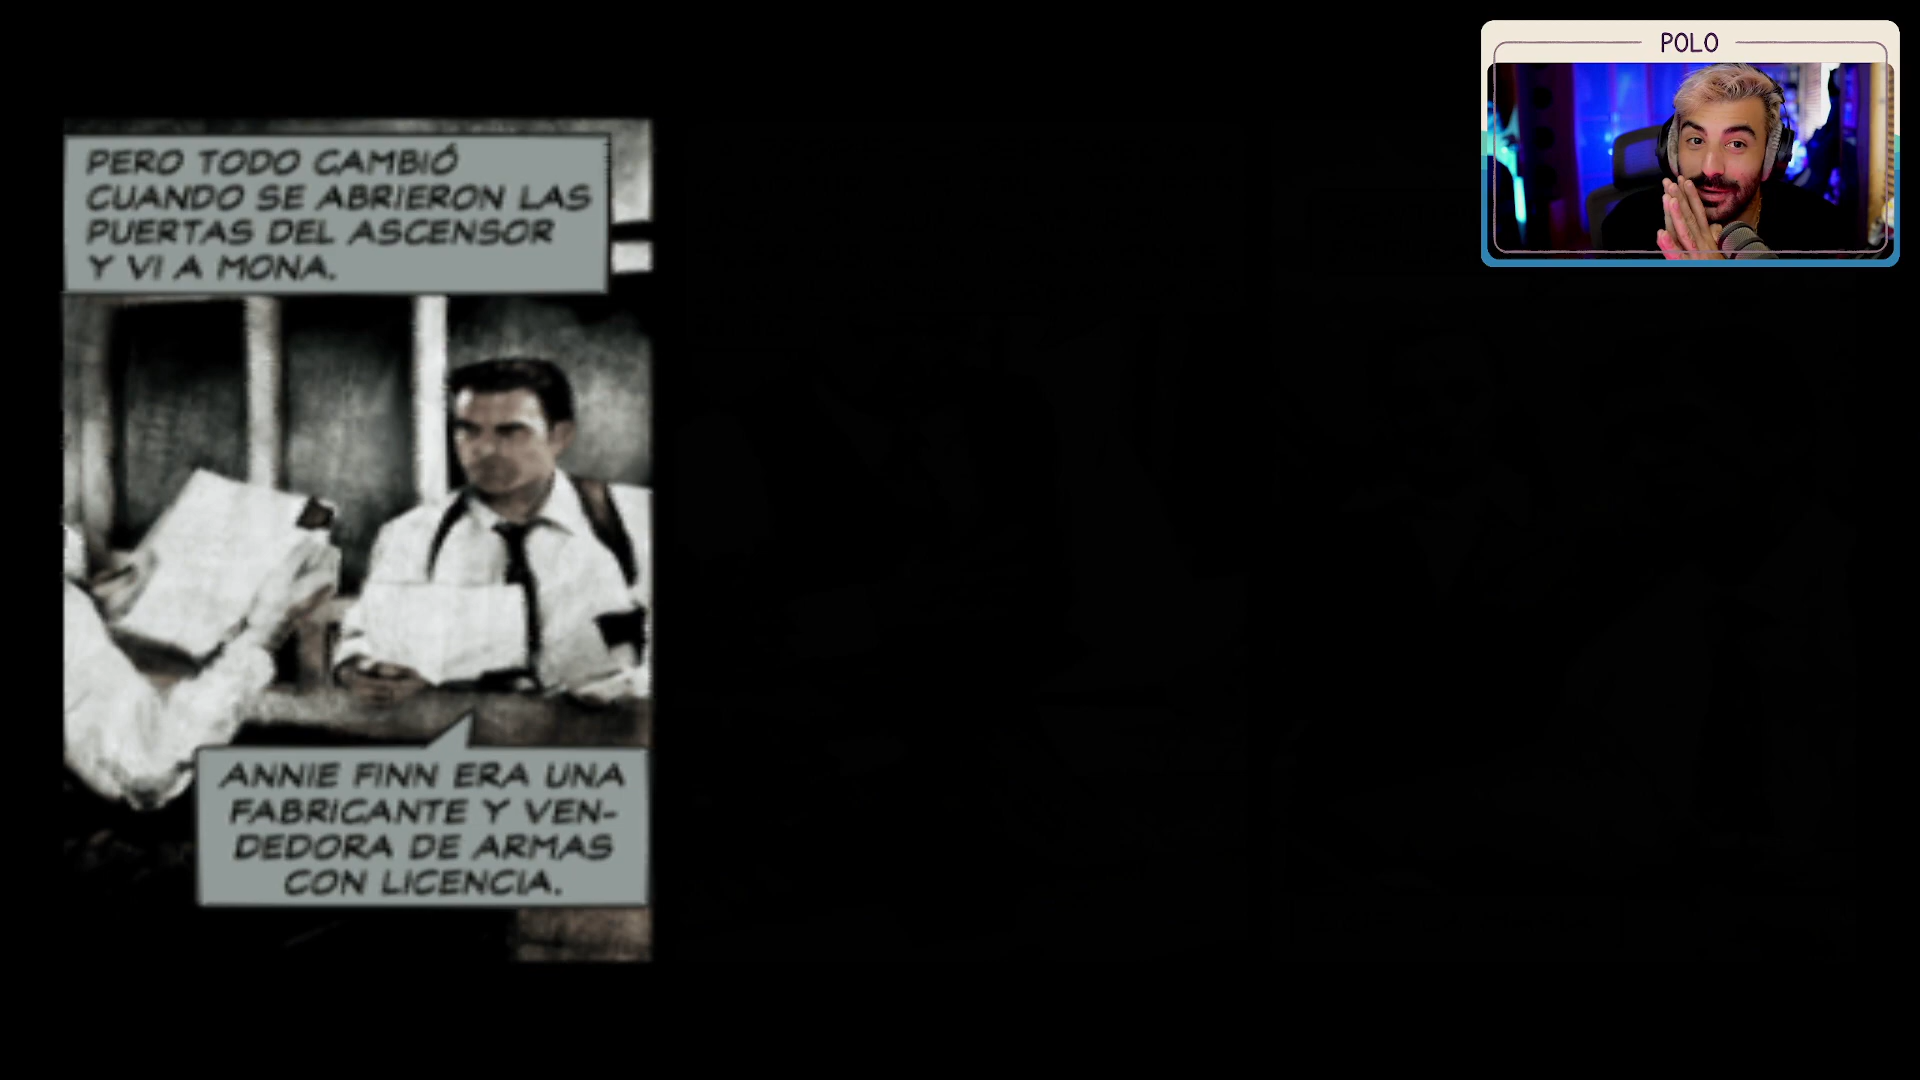 POLO
PERO TODO CAMBIÓ
CUANDO SE ABRIERON LAS
PUERTAS DEL ASCENSOR
Y VI A MONA.
ANNIE FINN ERA UNA
FABRICANTE Y VEN-
DEDORA DE ARMAS
CON LICENCIA.